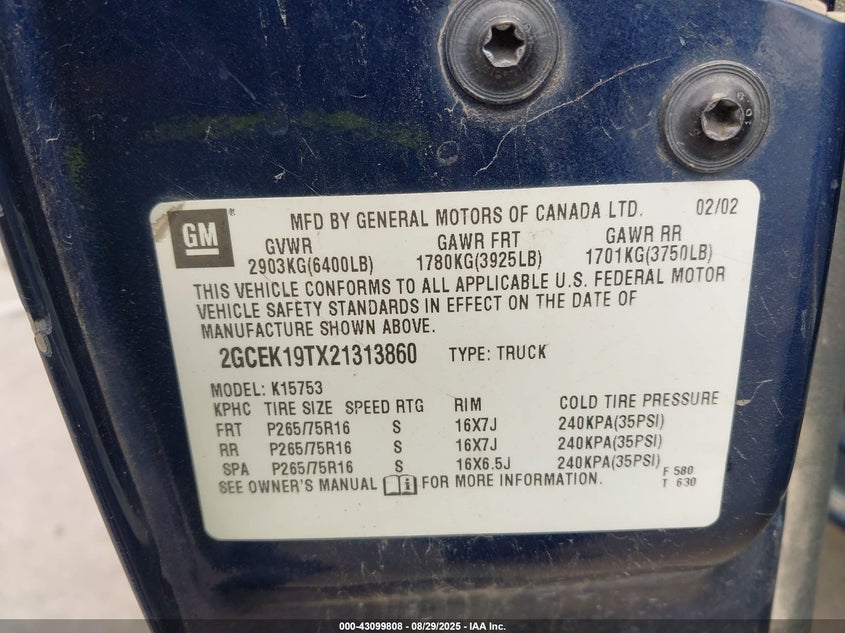 GM ® MFD BY GENERAL MOTORS OF CANADA LTD. 02/02
GVWR GAWR FRT GAWR RR
2903KG(6400LB) 1780KG(3925LB) 1701KG(3750LB)
THIS VEHICLE CONFORMS TO ALL APPLICABLE U.S. FEDERAL MOTOR
VEHICLE SAFETY STANDARDS IN EFFECT ON THE DATE OF
MANUFACTURE SHOWN ABOVE.
2GCEK19TX21313860 TYPE: TRUCK
MODEL: K15753
KPHC TIRE SIZE SPEED RTG RIM COLD TIRE PRESSURE
FRT P265/75R16 S 16X7J 240KPA(35PSI)
RR P265/75R16 S 16X7J 240KPA(35PSI)
SPA P265/75R16 S 16X6.5J 240KPA(35PSI)
SEE OWNER'S MANUAL FOR MORE INFORMATION.
F 580
T 630
000-43099808 - 08/29/2025 - IAA Inc.